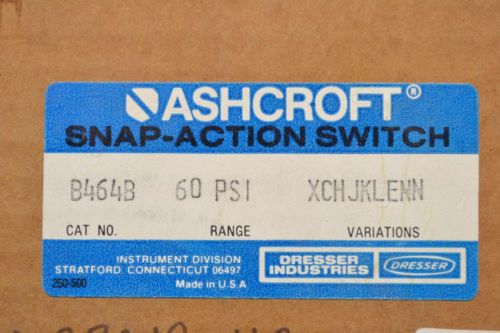 ASHCROFT®
SNAP-ACTION SWITCH
B464B 60 PSI XCHJKLENN
CAT NO. RANGE VARIATIONS
INSTRUMENT DIVISION
STRATFORD, CONNECTICUT 06497
250-500 Made in U.S.A
DRESSER
INDUSTRIES
DRESSER